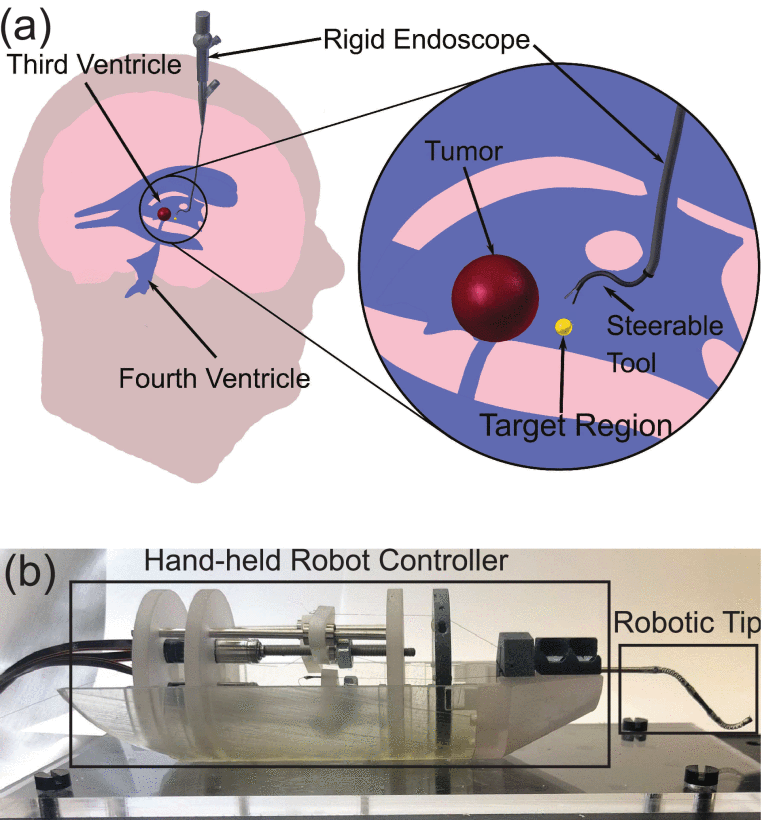 (a)
Rigid Endoscope
Third Ventricle
Tumor
Steerable
Tool
Fourth Ventricle
Target Region
(b)
Hand-held Robot Controller
Robotic Tip